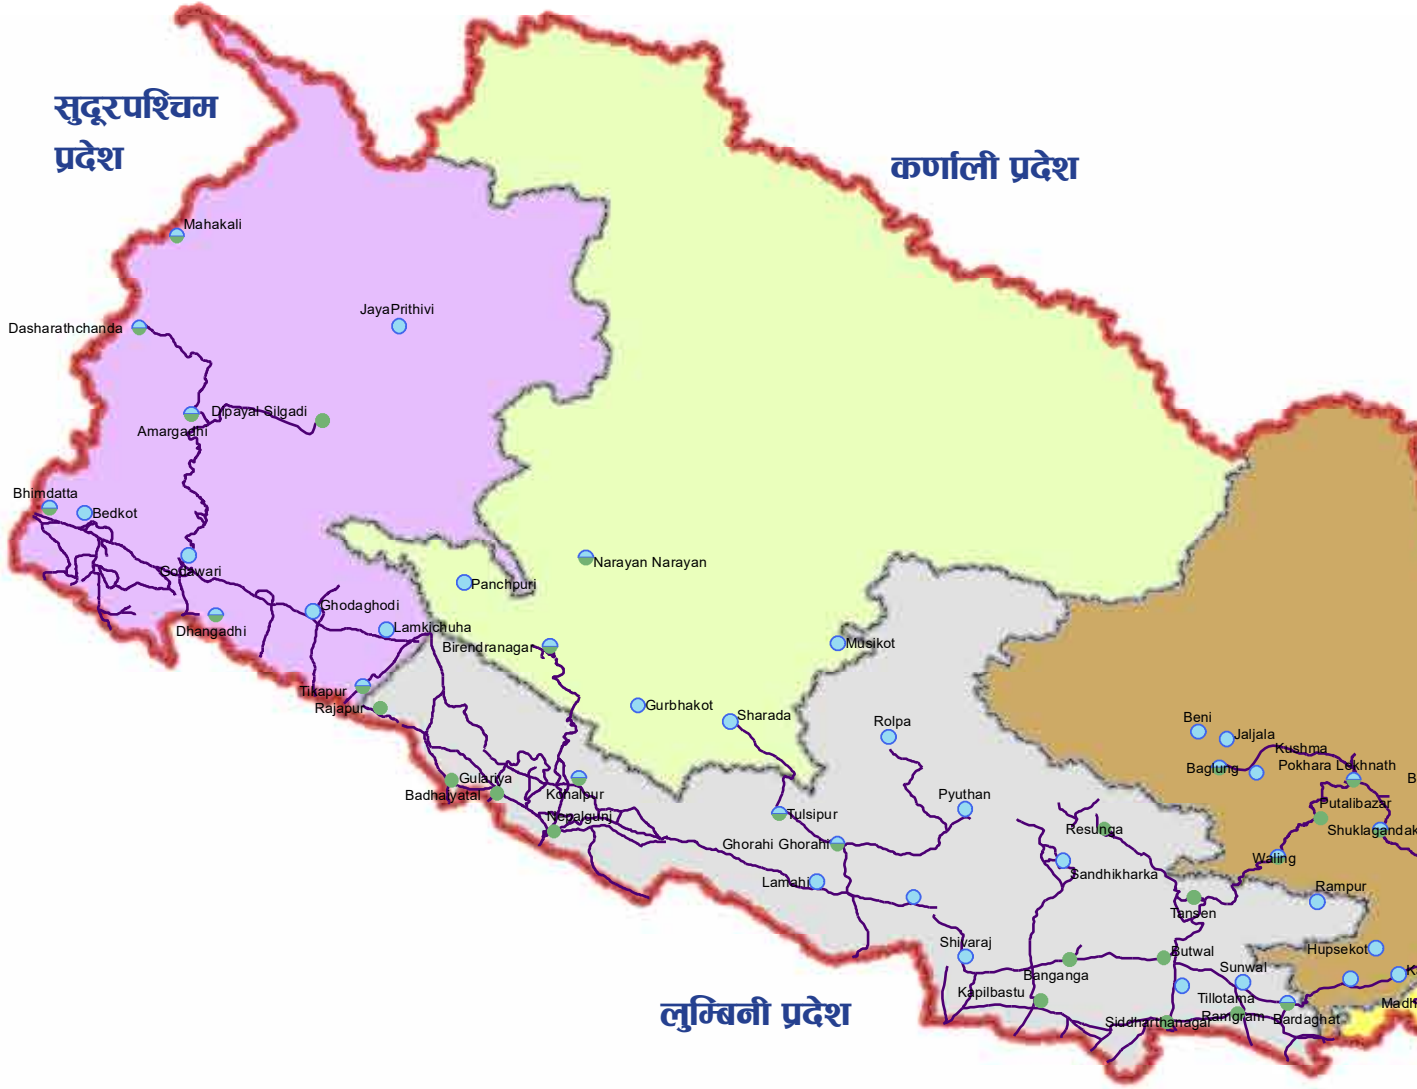 सुदूरपश्चिम
प्रदेश
कर्णाली प्रदेश
Mahakali
JayaPrithivi
Dasharathchanda
Dipayal Silgadi
Amargadhi
Bhimdatta
Bedkot
Godawari
Narayan Narayan
Panchpuri
Ghodaghodi
Lamkichuha
Dhangadhi
Birendranagar
Musikot
Tikapur
Rajapur
Gurbhakot
Sharada
Rolpa
Beni
Jaljala
Kushma
Baglung
Pokhara Lekhnath
Gulariya
Badhaiyatal
Kohalpur
Pyuthan
Putalibazar
Nepalgunj
Tulsipur
Resunga
Shuklagandak
Ghorahi Ghorahi
Waling
Sandhikharka
Lamahi
Rampur
Tansen
Shivaraj
Butwal
Hupsekot
Banganga
Sunwal
Kapilbastu
Tillotama
Madh
लुम्बिनी प्रदेश
Siddharthanagar
Ramgram
Bardaghat